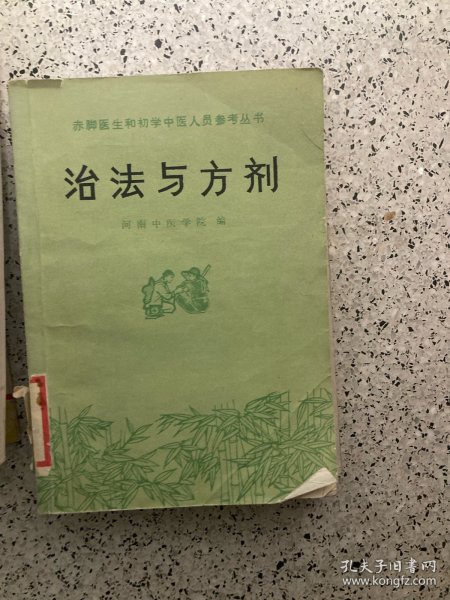 赤脚医生和初学中医人员参考丛书
治法与方剂
河南中医学院 编
孔夫子旧书网
www.kongfz.com